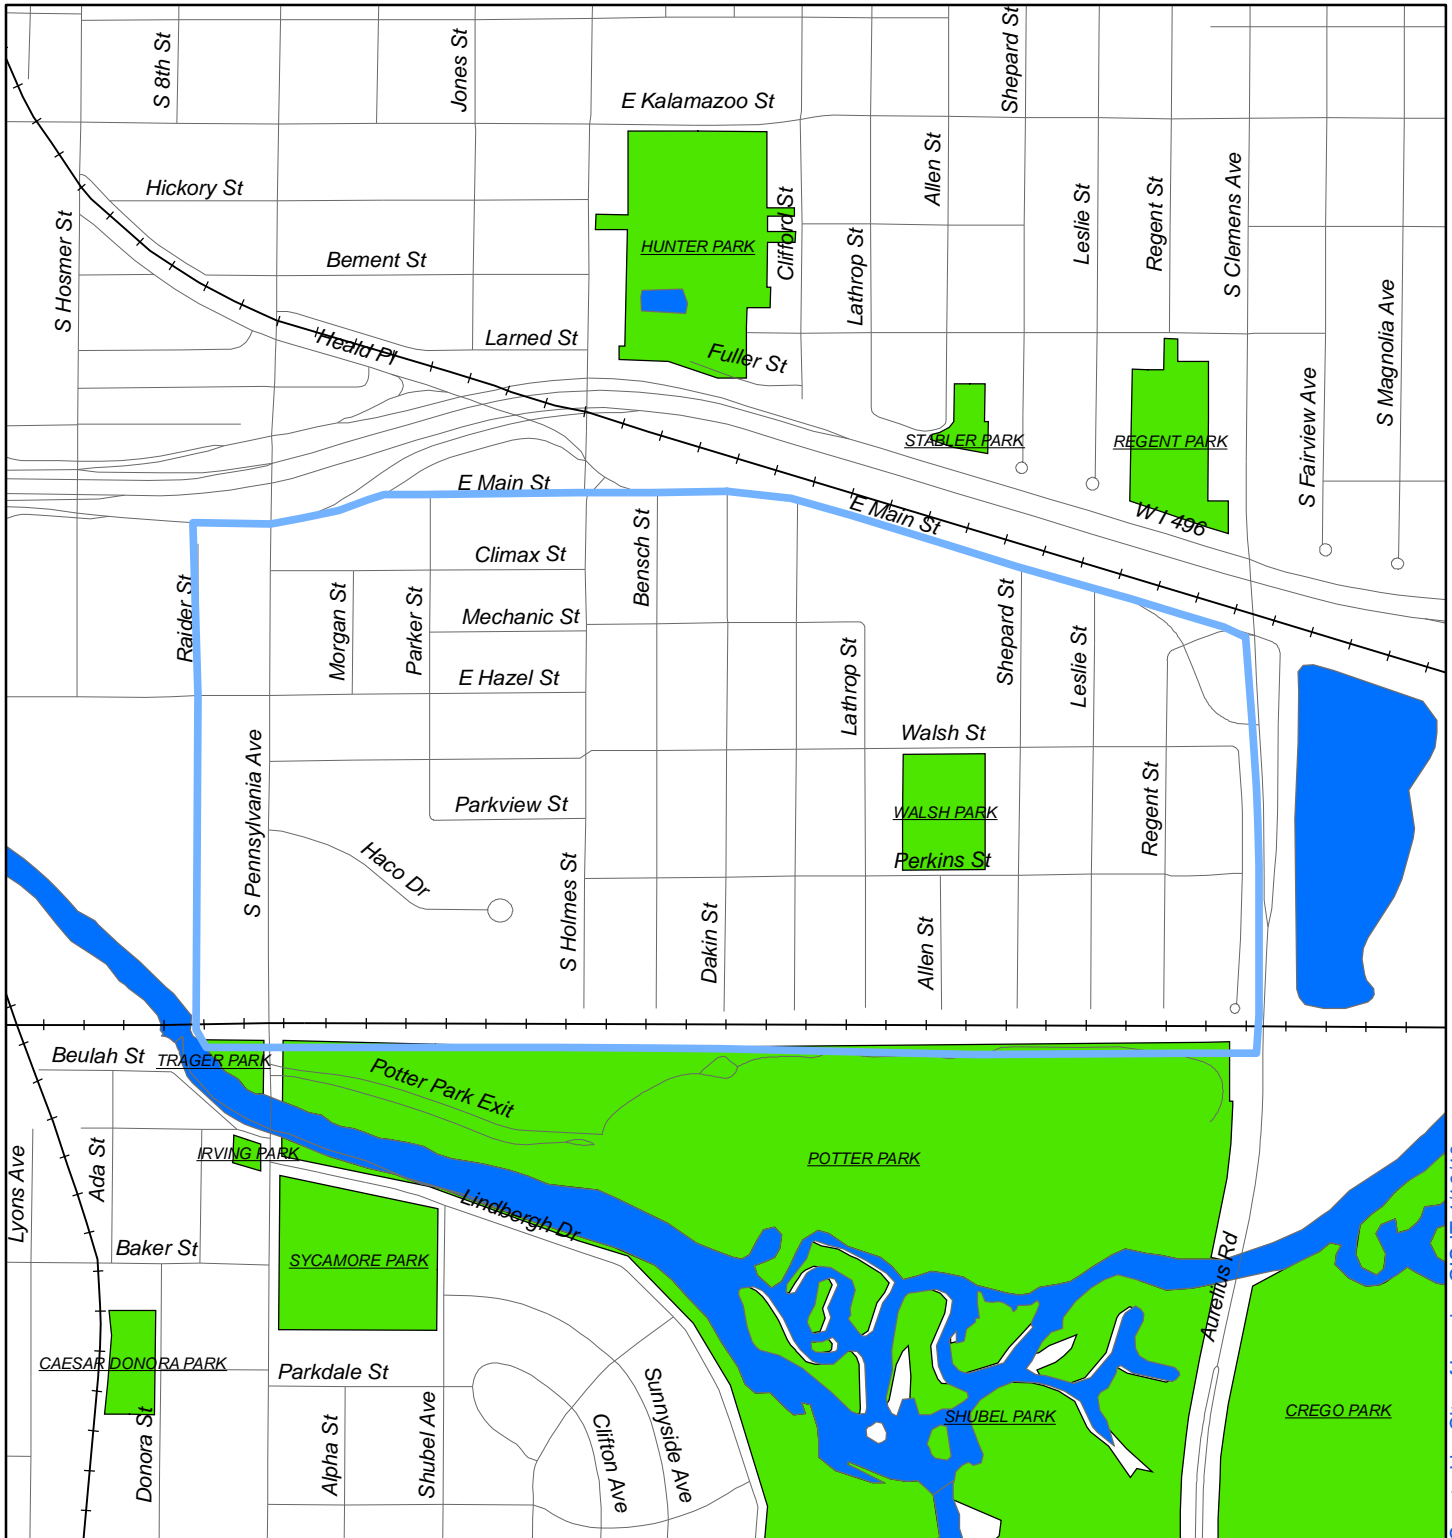 S 8th St
Jones St
Shepard St
E Kalamazoo St
Allen St
Hickory St
Clifford St
Leslie St
Regent St
S Clemens Ave
S Hosmer St
Bement St
HUNTER PARK
Lathrop St
S Magnolia Ave
Heald Pl
Larned St
Fuller St
STABLER PARK
REGENT PARK
S Fairview Ave
E Main St
E Main St
W I 496
Climax St
Bensch St
Raider St
Morgan St
Parker St
Mechanic St
Shepard St
Leslie St
E Hazel St
Lathrop St
Walsh St
S Pennsylvania Ave
Parkview St
WALSH PARK
Regent St
Haco Dr
Perkins St
S Holmes St
Dakin St
Allen St
Beulah St
TRAGER PARK
Potter Park Exit
Lyons Ave
Ada St
IRVING PARK
POTTER PARK
Lindbergh Dr
Baker St
SYCAMORE PARK
Aurelius Rd
CAESAR DONORA PARK
Parkdale St
Sunnyside Ave
Donora St
Alpha St
Shubel Ave
Clifton Ave
SHUBEL PARK
CREGO PARK